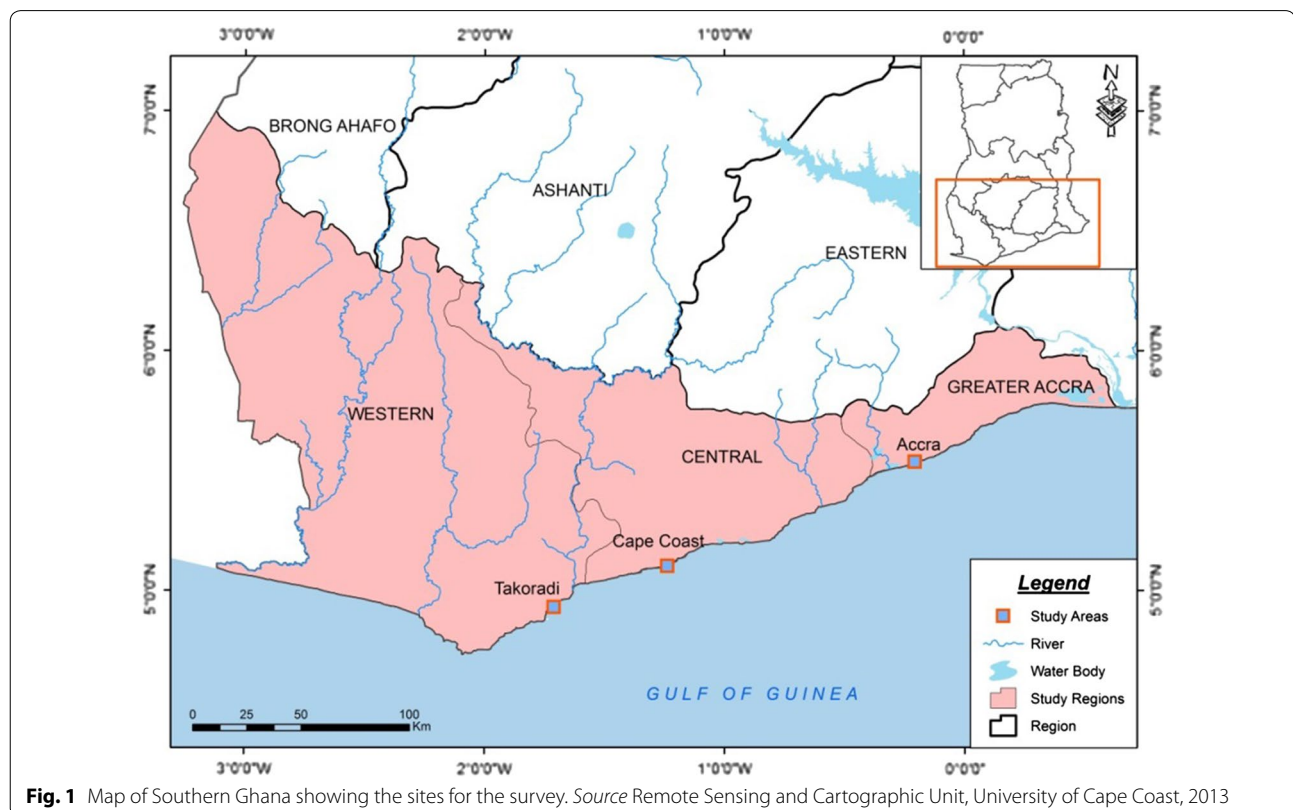 3°0'0"W 2°0'0"W 1°0'0"W 0°0'0"
7°0'0"N
7°0'0"N
N
BRONG AHAFO
ASHANTI
EASTERN
6°0'0"N
6°0'0"N
GREATER ACCRA
WESTERN
Accra
CENTRAL
Cape Coast
Takoradi
5°0'0"N
5°0'0"N
Legend
Study Areas
River
Water Body
Study Regions
Region
GULF OF GUINEA
0 25 50 100
Km
3°0'0"W 2°0'0"W 1°0'0"W 0°0'0"
Fig. 1 Map of Southern Ghana showing the sites for the survey. Source Remote Sensing and Cartographic Unit, University of Cape Coast, 2013